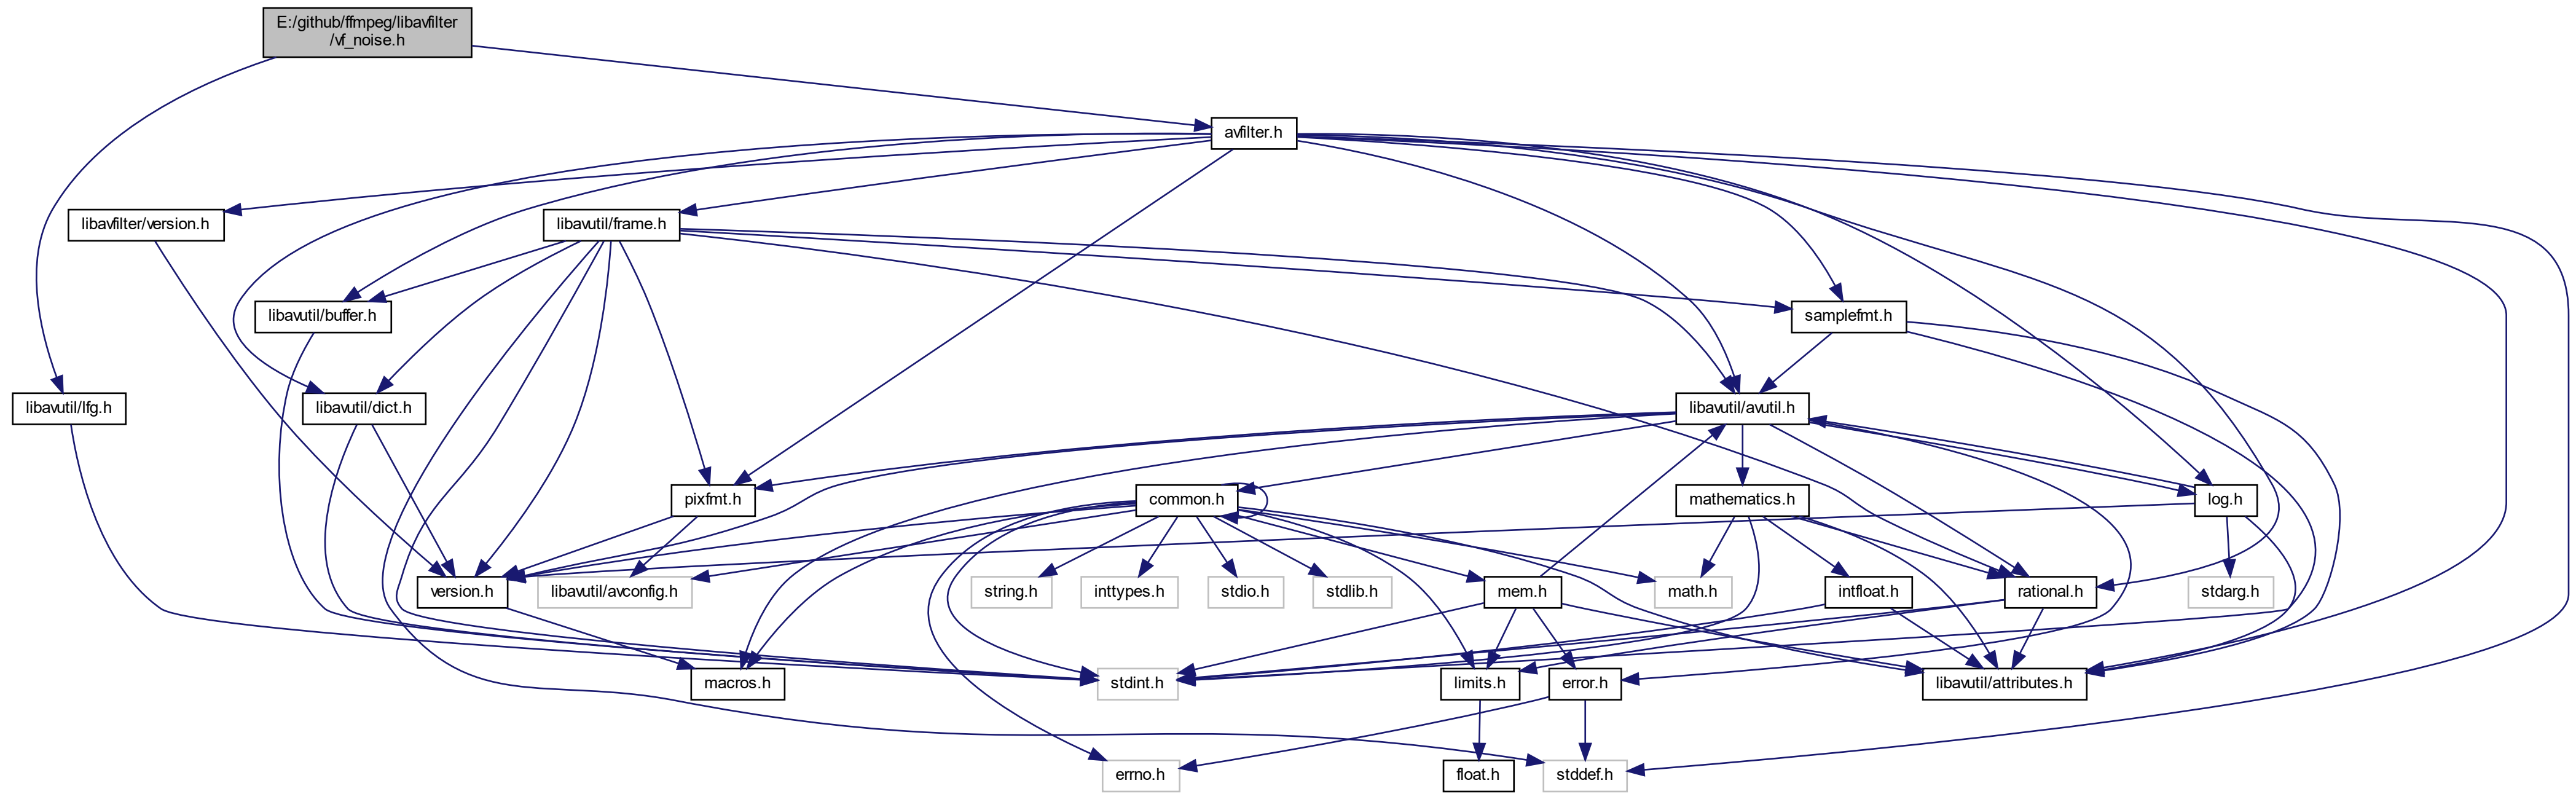 E:/github/ffmpeg/libavfilter
/vf_noise.h
avfilter.h
libavfilter/version.h
libavutil/frame.h
libavutil/buffer.h
samplefmt.h
libavutil/lfg.h
libavutil/dict.h
libavutil/avutil.h
pixfmt.h
common.h
mathematics.h
log.h
version.h
libavutil/avconfig.h
string.h
inttypes.h
stdio.h
stdlib.h
mem.h
math.h
intfloat.h
rational.h
stdarg.h
macros.h
stdint.h
limits.h
error.h
libavutil/attributes.h
errno.h
float.h
stddef.h